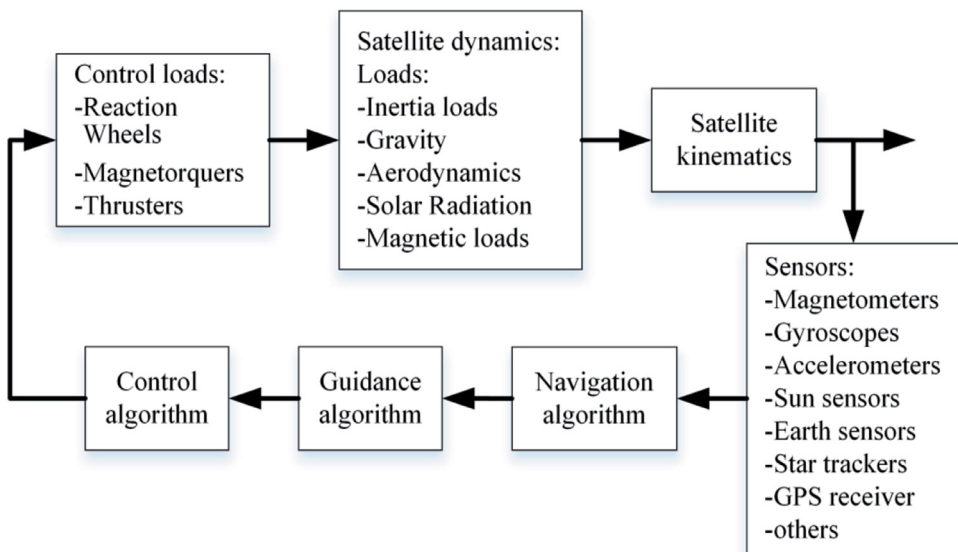 Control loads:
-Reaction
Wheels
-Magnetorquers
-Thrusters
Satellite dynamics:
Loads:
-Inertia loads
-Gravity
-Aerodynamics
-Solar Radiation
-Magnetic loads
Satellite
kinematics
Sensors:
-Magnetometers
-Gyroscopes
-Accelerometers
-Sun sensors
-Earth sensors
-Star trackers
-GPS receiver
-others
Navigation
algorithm
Guidance
algorithm
Control
algorithm